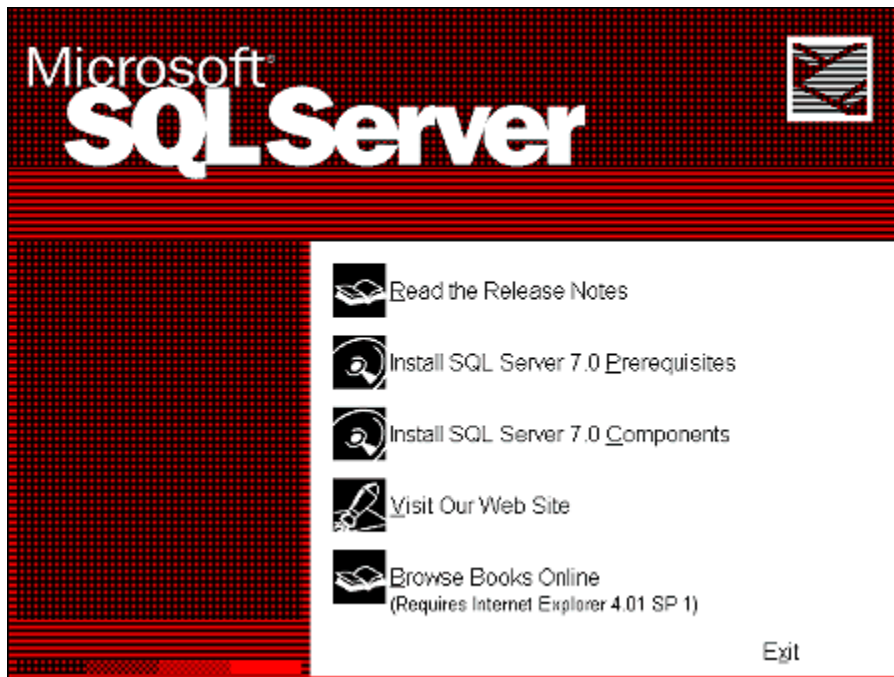 Microsoft®
SQL Server
Read the Release Notes
Install SQL Server 7.0 Prerequisites
Install SQL Server 7.0 Components
Visit Our Web Site
Browse Books Online
(Requires Internet Explorer 4.01 SP 1)
Exit